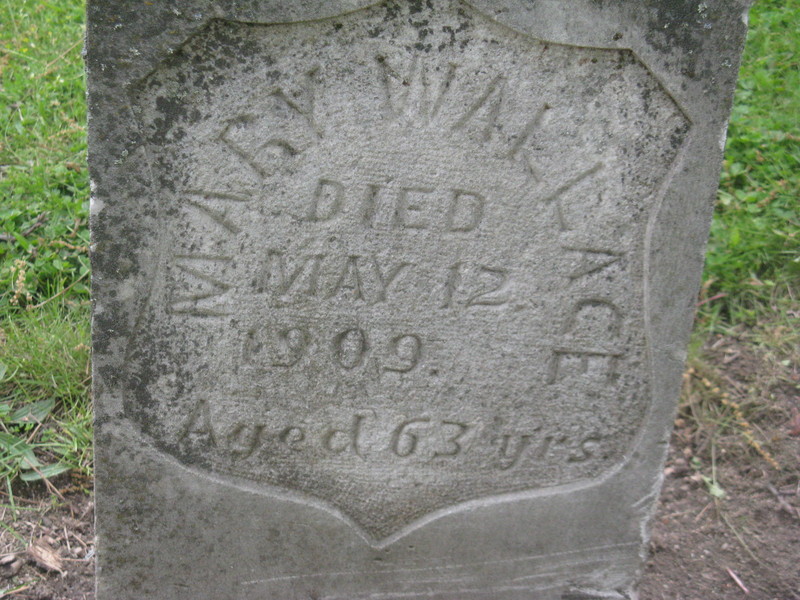 MARY WALLACE
DIED
MAY 12.
1909.
Aged 63 yrs.